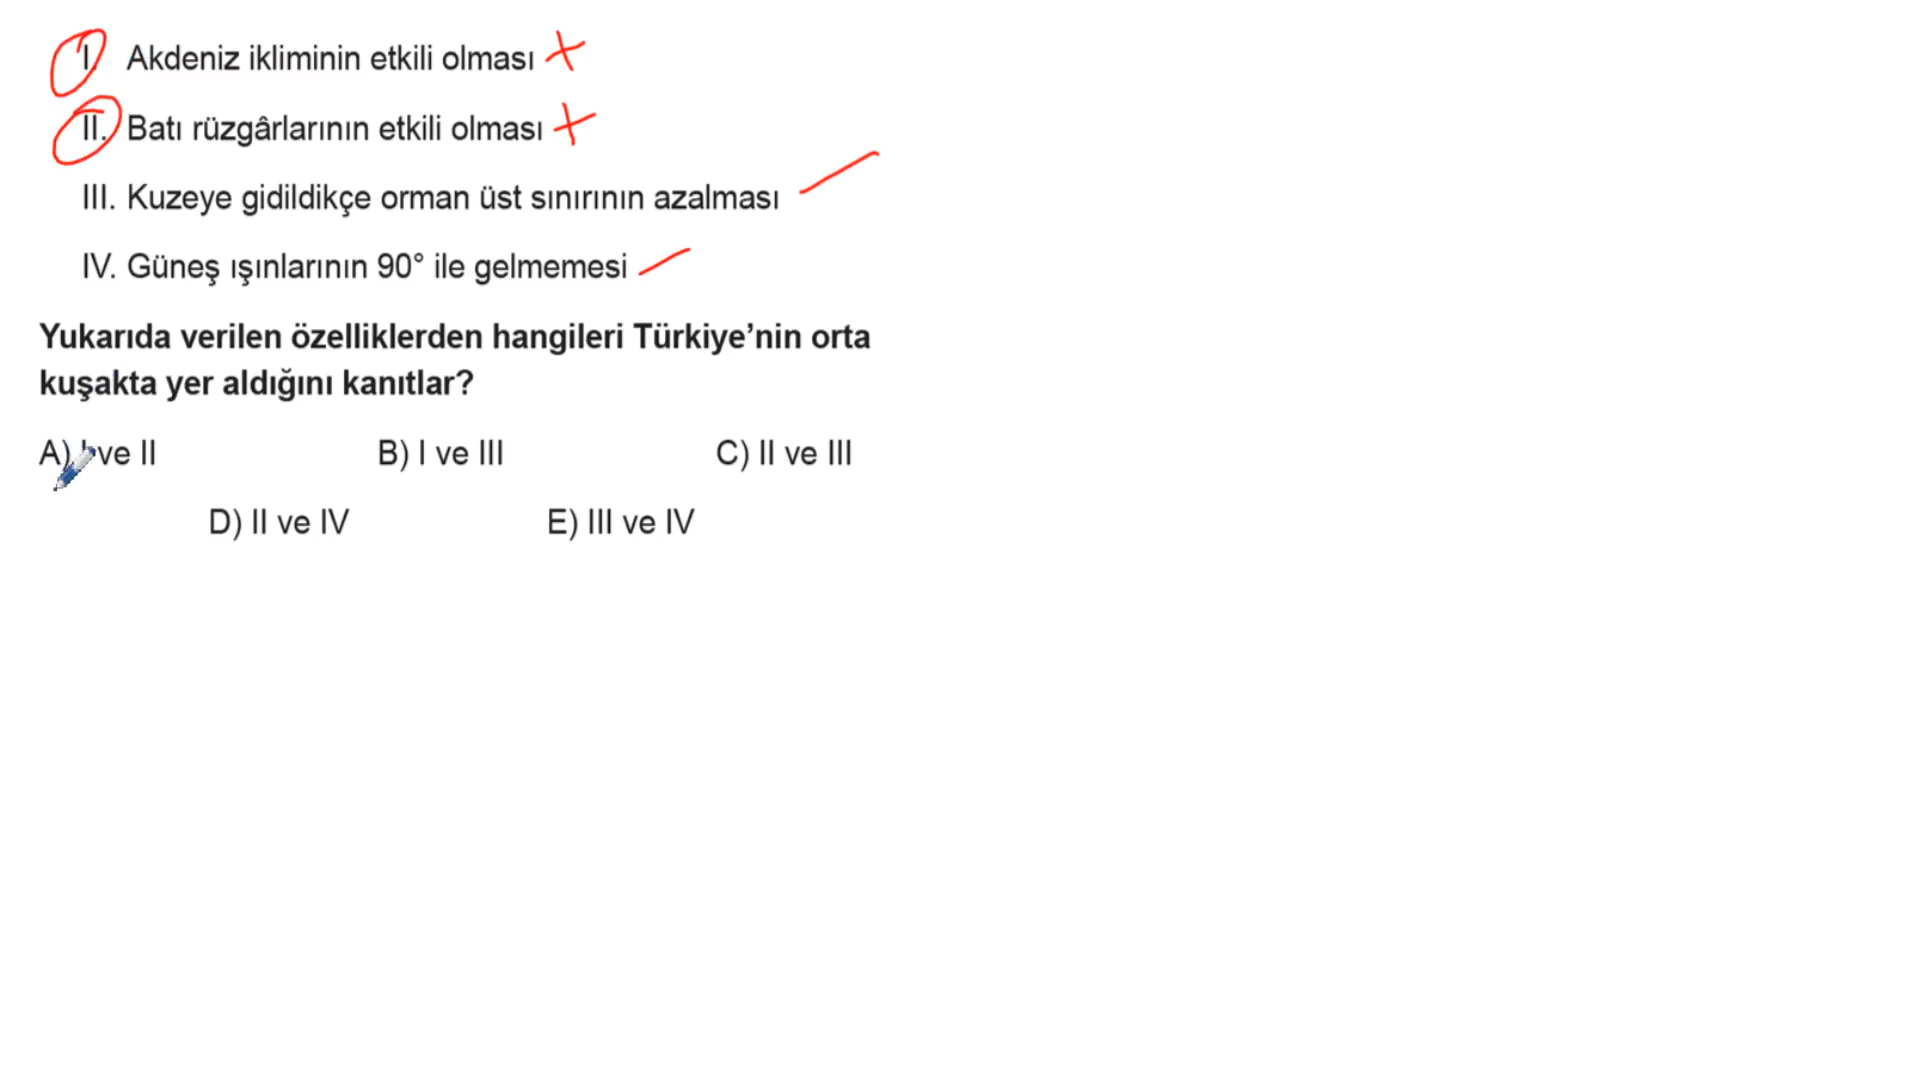 I. Akdeniz ikliminin etkili olması
II. Batı rüzgârlarının etkili olması
III. Kuzeye gidildikçe orman üst sınırının azalması
IV. Güneş ışınlarının 90° ile gelmemesi
Yukarıda verilen özelliklerden hangileri Türkiye’nin orta
kuşakta yer aldığını kanıtlar?
A) I ve II B) I ve III C) II ve III
D) II ve IV E) III ve IV